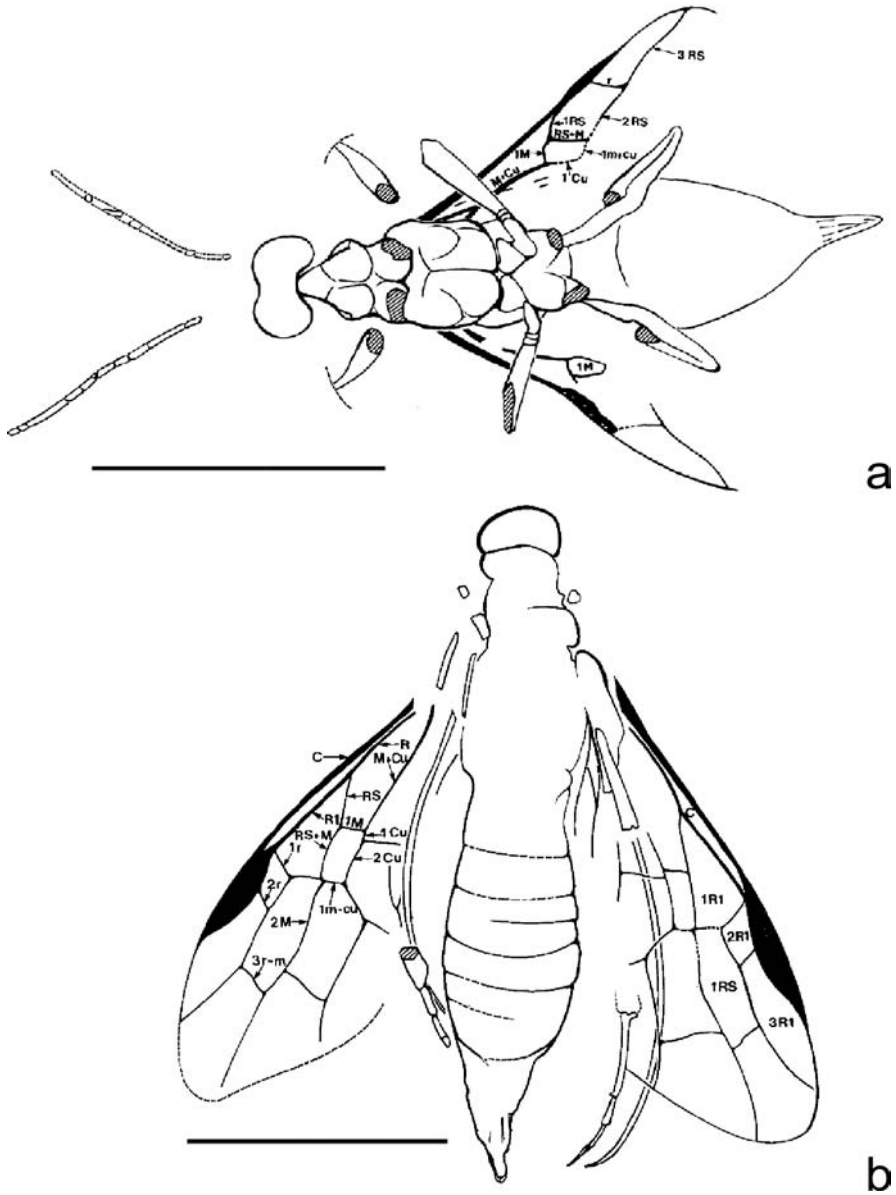 3 RS
r
1RS
2 RS
RS+M
1M
1m+cu
M+Cu
1 Cu
1M
a
C
R
M+Cu
RS
C
R1
1M
RS+M
1 Cu
1r
2 Cu
2r
1m-cu
1R1
2M
2R1
3r-m
1RS
3R1
b